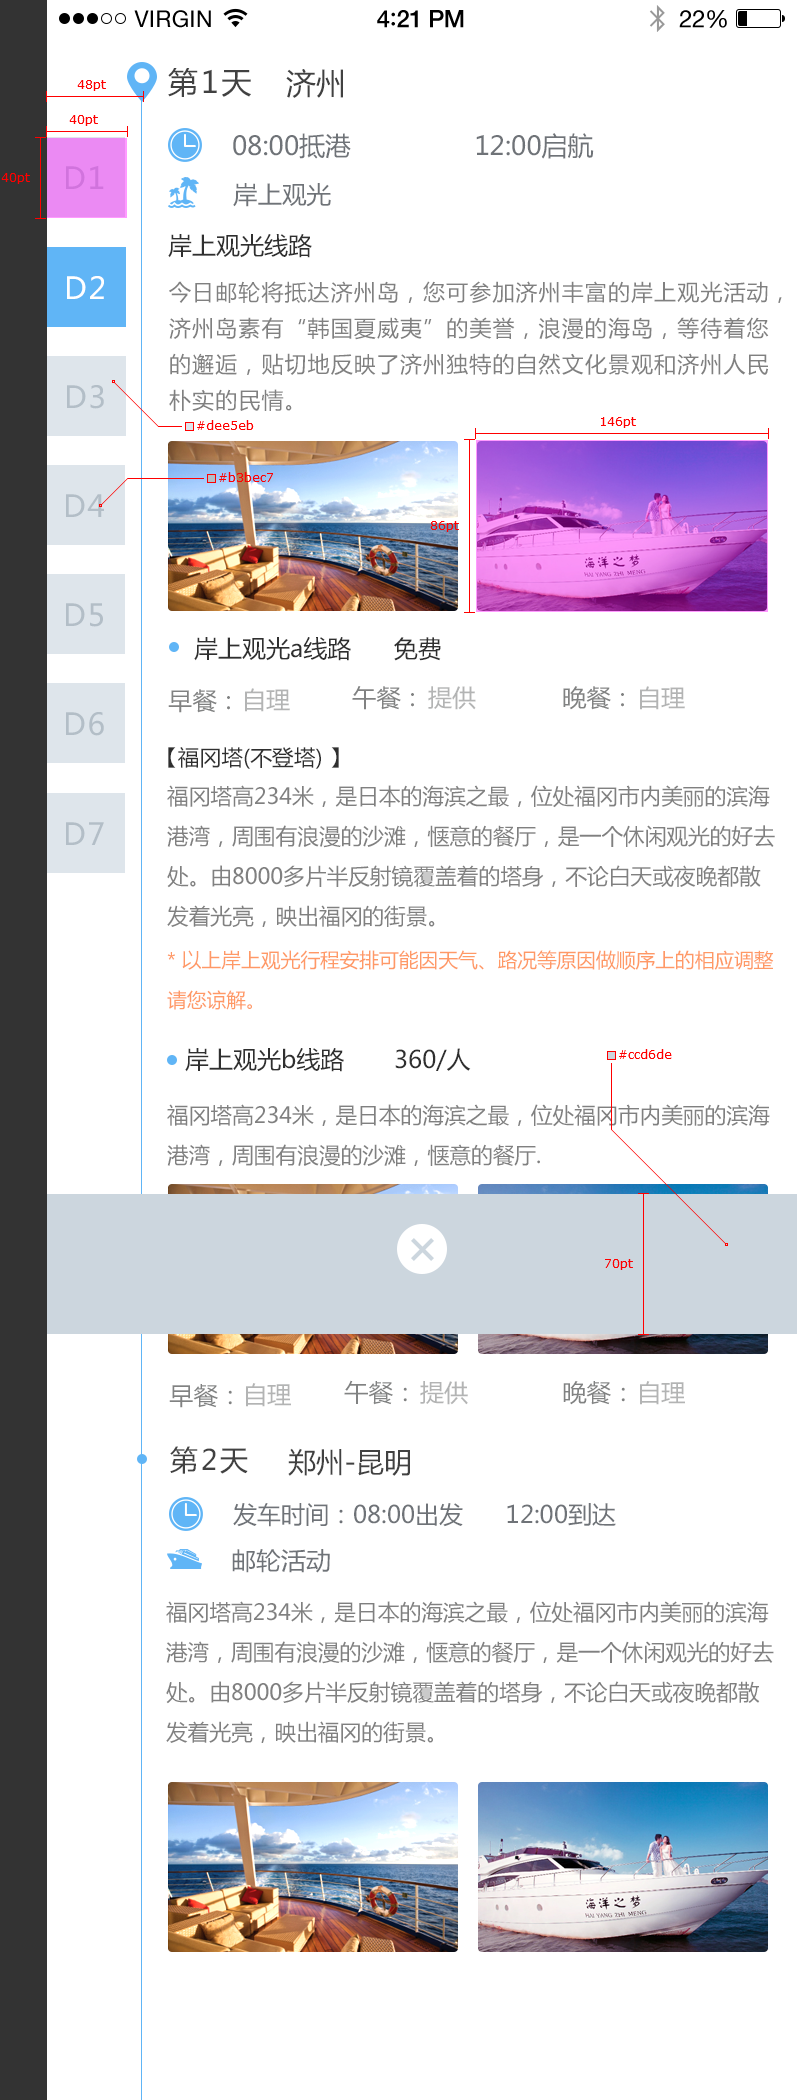 VIRGIN 4:21 PM 22%
48pt
第1天 济州
40pt
40pt
D1
08:00抵港 12:00启航
岸上观光
岸上观光线路
D2
今日邮轮将抵达济州岛，您可参加济州丰富的岸上观光活动，
济州岛素有“韩国夏威夷”的美誉，浪漫的海岛，等待着您
的邂逅，贴切地反映了济州独特的自然文化景观和济州人民
朴实的民情。
D3
#dee5eb
146pt
#b3bec7
D4
86pt
海洋之梦
HAI YANG ZHI MENG
D5
岸上观光a线路 免费
早餐：自理 午餐：提供 晚餐：自理
D6
【福冈塔(不登塔) 】
福冈塔高234米，是日本的海滨之最，位处福冈市内美丽的滨海
港湾，周围有浪漫的沙滩，惬意的餐厅，是一个休闲观光的好去
处。由8000多片半反射镜覆盖着的塔身，不论白天或夜晚都散
发着光亮，映出福冈的街景。
D7
* 以上岸上观光行程安排可能因天气、路况等原因做顺序上的相应调整
请您谅解。
岸上观光b线路 360/人
#ccd6de
福冈塔高234米，是日本的海滨之最，位处福冈市内美丽的滨海
港湾，周围有浪漫的沙滩，惬意的餐厅.
70pt
早餐：自理 午餐：提供 晚餐：自理
第2天 郑州-昆明
发车时间：08:00出发 12:00到达
邮轮活动
福冈塔高234米，是日本的海滨之最，位处福冈市内美丽的滨海
港湾，周围有浪漫的沙滩，惬意的餐厅，是一个休闲观光的好去
处。由8000多片半反射镜覆盖着的塔身，不论白天或夜晚都散
发着光亮，映出福冈的街景。
海洋之梦
HAI YANG ZHI MENG